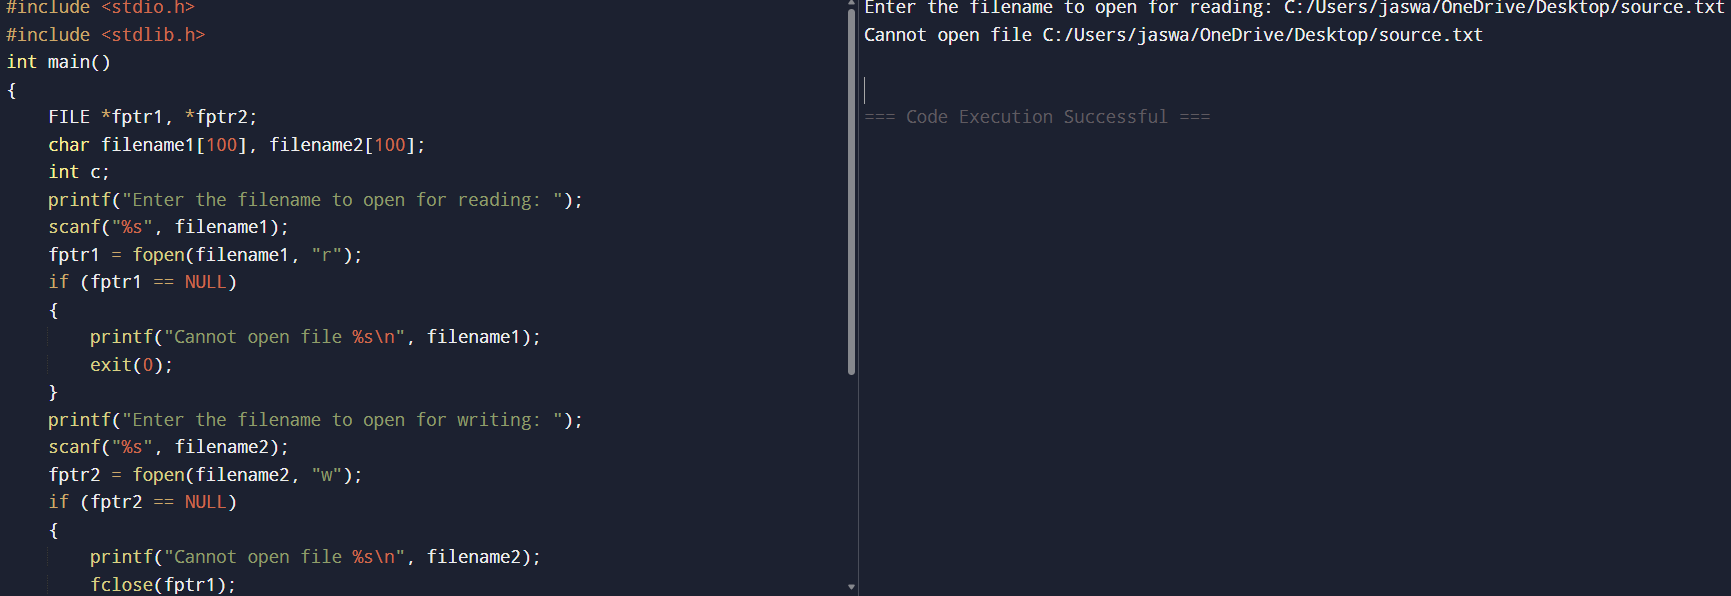 #include <stdio.h>
#include <stdlib.h>
int main()
{
    FILE *fptr1, *fptr2;
    char filename1[100], filename2[100];
    int c;
    printf("Enter the filename to open for reading: ");
    scanf("%s", filename1);
    fptr1 = fopen(filename1, "r");
    if (fptr1 == NULL)
    {
        printf("Cannot open file %s\n", filename1);
        exit(0);
    }
    printf("Enter the filename to open for writing: ");
    scanf("%s", filename2);
    fptr2 = fopen(filename2, "w");
    if (fptr2 == NULL)
    {
        printf("Cannot open file %s\n", filename2);
        fclose(fptr1);
Enter the filename to open for reading: C:/Users/jaswa/OneDrive/Desktop/source.txt
Cannot open file C:/Users/jaswa/OneDrive/Desktop/source.txt
=== Code Execution Successful ===